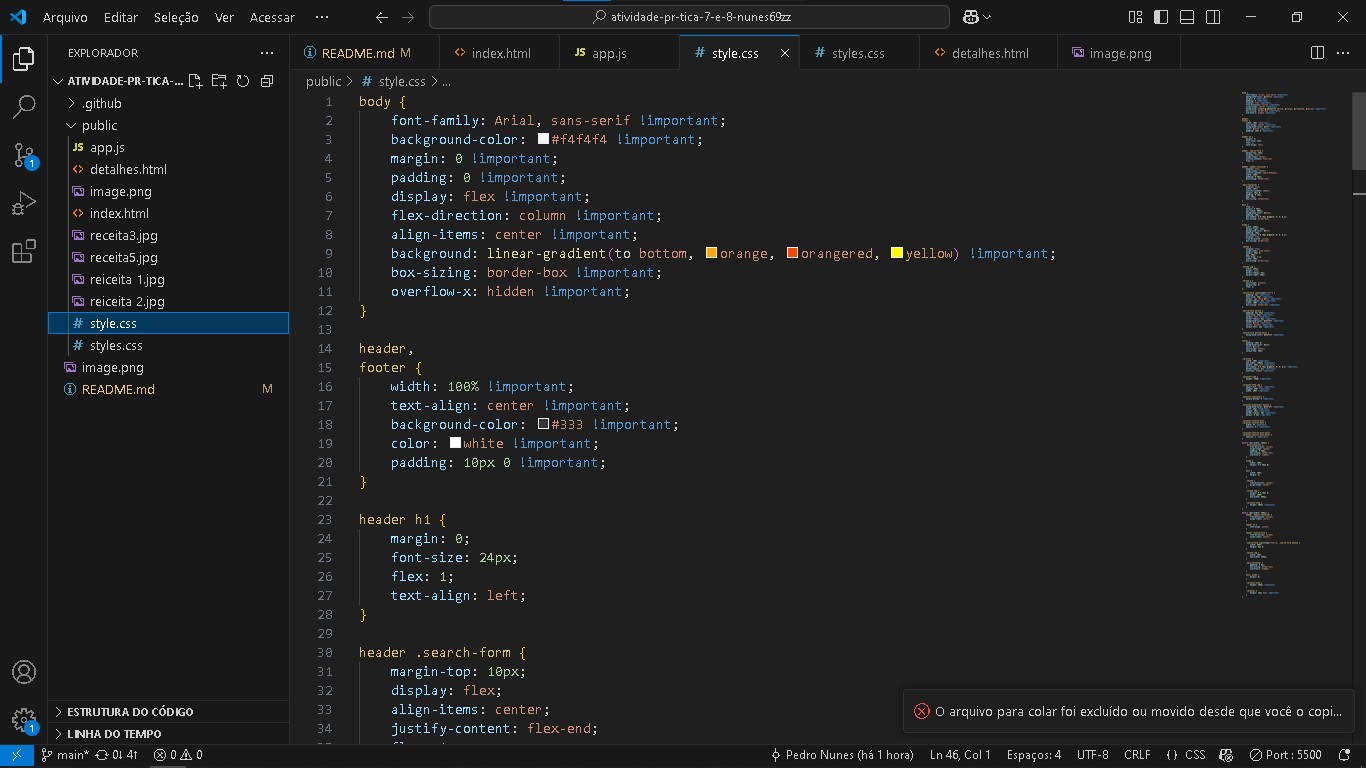 Arquivo Editar Seleção Ver Acessar ··· atividade-pr-tica-7-e-8-nunes69zz
EXPLORADOR ···
README.md M index.html app.js style.css styles.css detalhes.html image.png
ATIVIDADE-PR-TICA-...
public > style.css > ...
.github
public
app.js
detalhes.html
image.png
index.html
receita3.jpg
receita5.jpg
reiceita 1.jpg
reiceita 2.jpg
style.css
styles.css
image.png
README.md M
ESTRUTURA DO CÓDIGO
LINHA DO TEMPO
1 body {
2 font-family: Arial, sans-serif !important;
3 background-color: #f4f4f4 !important;
4 margin: 0 !important;
5 padding: 0 !important;
6 display: flex !important;
7 flex-direction: column !important;
8 align-items: center !important;
9 background: linear-gradient(to bottom, orange, orangered, yellow) !important;
10 box-sizing: border-box !important;
11 overflow-x: hidden !important;
12 }
13
14 header,
15 footer {
16 width: 100% !important;
17 text-align: center !important;
18 background-color: #333 !important;
19 color: white !important;
20 padding: 10px 0 !important;
21 }
22
23 header h1 {
24 margin: 0;
25 font-size: 24px;
26 flex: 1;
27 text-align: left;
28 }
29
30 header .search-form {
31 margin-top: 10px;
32 display: flex;
33 align-items: center;
34 justify-content: flex-end;
O arquivo para colar foi excluído ou movido desde que você o copi...
1
1
main* 0↓ 4↑ 0 0 Pedro Nunes (há 1 hora) Ln 46, Col 1 Espaços: 4 UTF-8 CRLF {} CSS Port : 5500